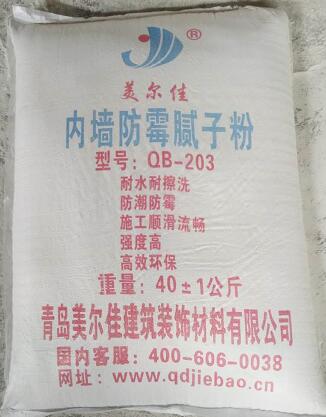 ®
美尔佳
内墙防霉腻子粉
型号：QB-203
耐水耐擦洗
防潮防霉
施工顺滑流畅
强度高
高效环保
重量：40±1公斤
青岛美尔佳建筑装饰材料有限公司
国内客服：400-606-0038
网址：www.qdjiebao.cn